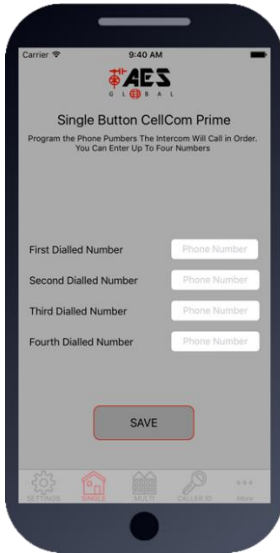 Carrier 9:40 AM
AES
GLOBAL
Single Button CellCom Prime
Program the Phone Pumbers The Intercom Will Call in Order.
You Can Enter Up To Four Numbers
First Dialled Number Phone Number
Second Dialled Number Phone Number
Third Dialled Number Phone Number
Fourth Dialled Number Phone Number
SAVE
SETTINGS SINGLE MULTI CALLER ID More